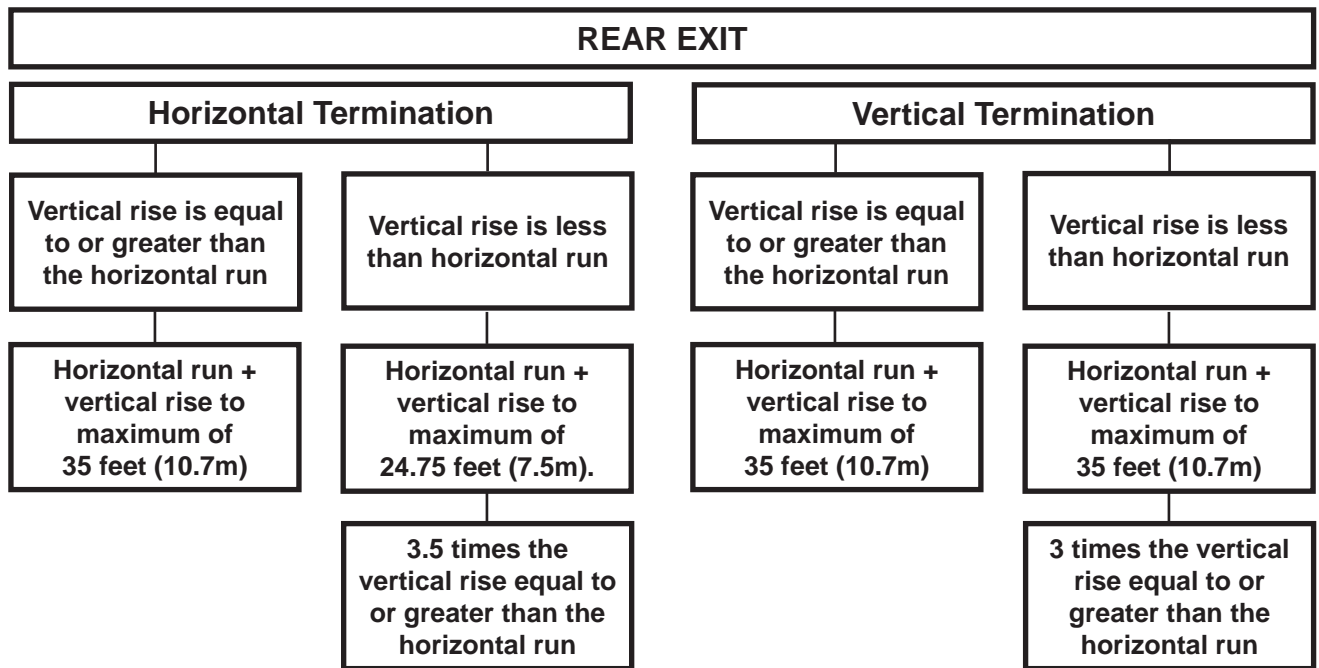 REAR EXIT
Horizontal Termination
Vertical rise is equal
to or greater than
the horizontal run
Horizontal run +
vertical rise to
maximum of
35 feet (10.7m)
Vertical rise is less
than horizontal run
Horizontal run +
vertical rise to
maximum of
24.75 feet (7.5m).
3.5 times the
vertical rise equal to
or greater than the
horizontal run
Vertical Termination
Vertical rise is equal
to or greater than
the horizontal run
Horizontal run +
vertical rise to
maximum of
35 feet (10.7m)
Vertical rise is less
than horizontal run
Horizontal run +
vertical rise to
maximum of
35 feet (10.7m)
3 times the vertical
rise equal to or
greater than the
horizontal run